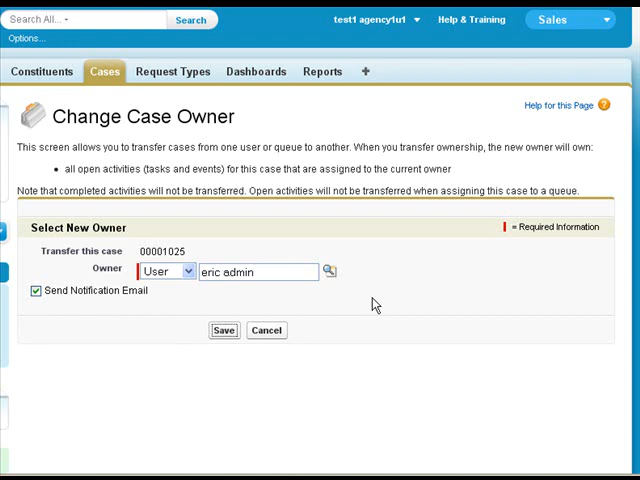 Search All...
Search
test1 agency1u1
Help & Training
Sales
Options...
Constituents
Cases
Request Types
Dashboards
Reports
+
Change Case Owner
Help for this Page
This screen allows you to transfer cases from one user or queue to another. When you transfer ownership, the new owner will own:
• all open activities (tasks and events) for this case that are assigned to the current owner
Note that completed activities will not be transferred. Open activities will not be transferred when assigning this case to a queue.
Select New Owner
= Required Information
Transfer this case 00001025
Owner User eric admin
Send Notification Email
Save Cancel